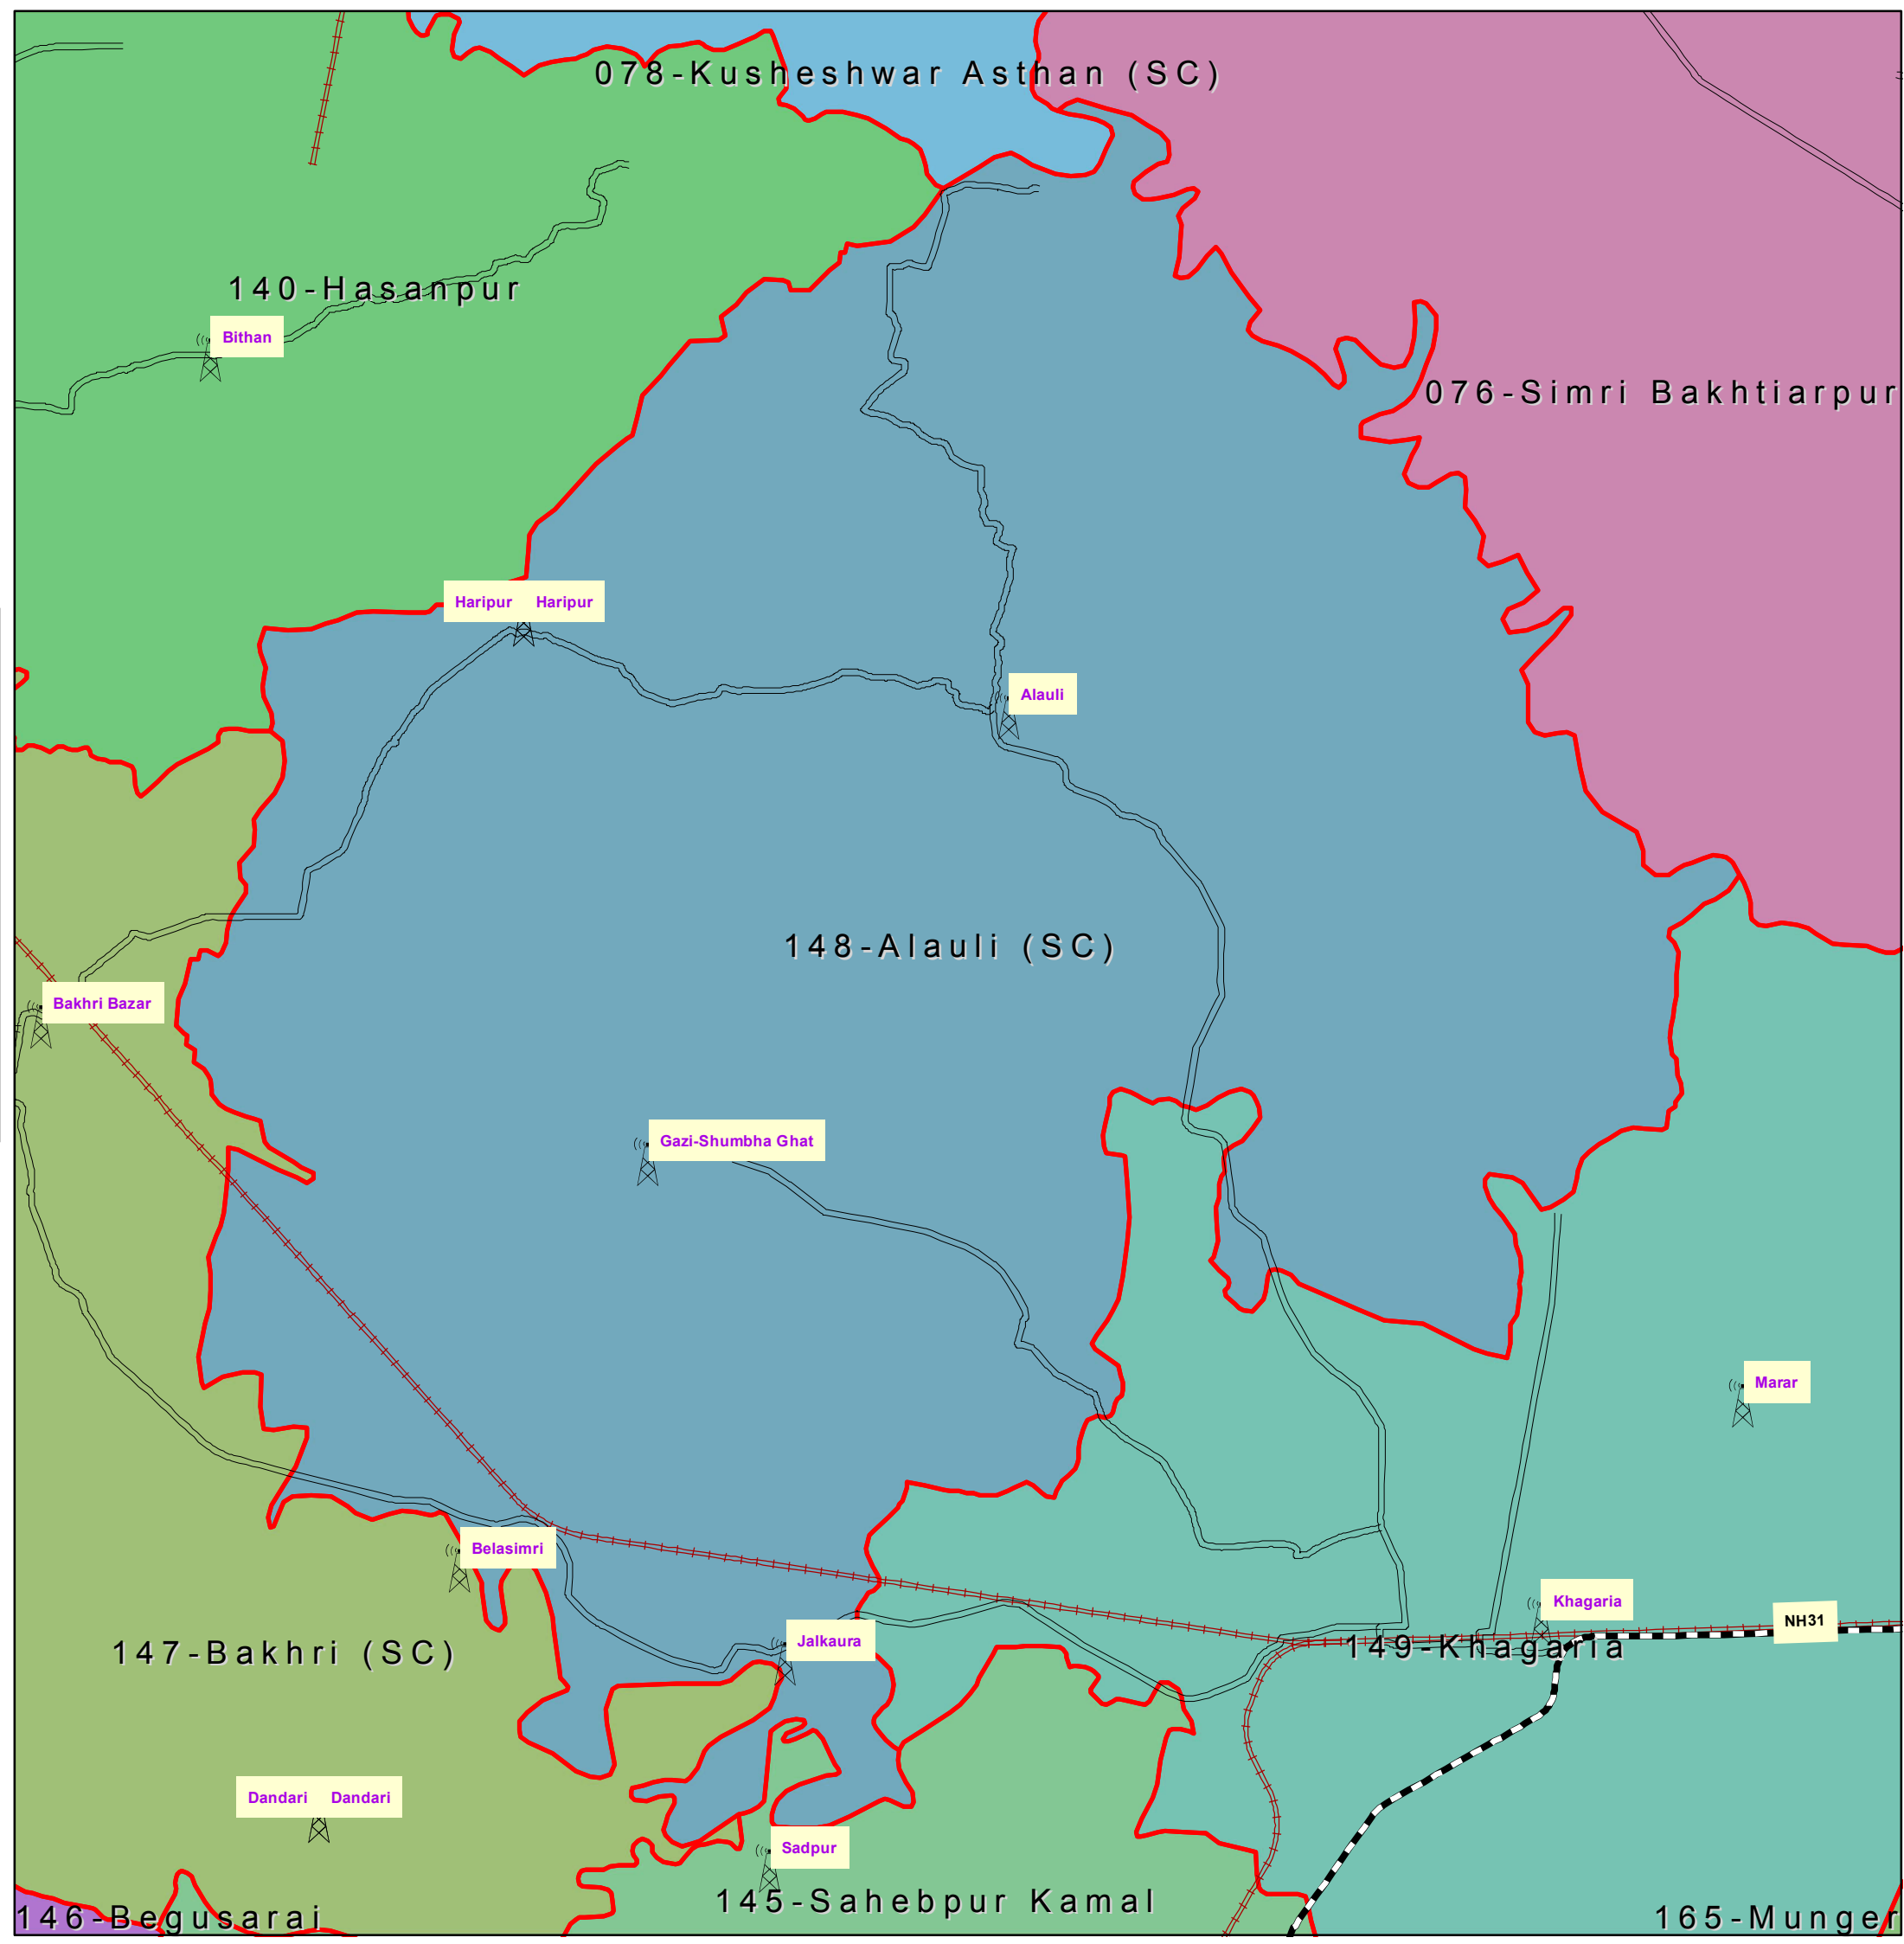 078-Kusheshwar Asthan (SC)
140-Hasanpur
Bithan
076-Simri Bakhtiarpur
Haripur Haripur
Alauli
148-Alauli (SC)
Bakhri Bazar
Gazi-Shumbha Ghat
Marar
Belasimri
Khagaria
NH31
Jalkaura
147-Bakhri (SC)
149-Khagaria
Dandari Dandari
Sadpur
145-Sahebpur Kamal
146-Begusarai
165-Munger